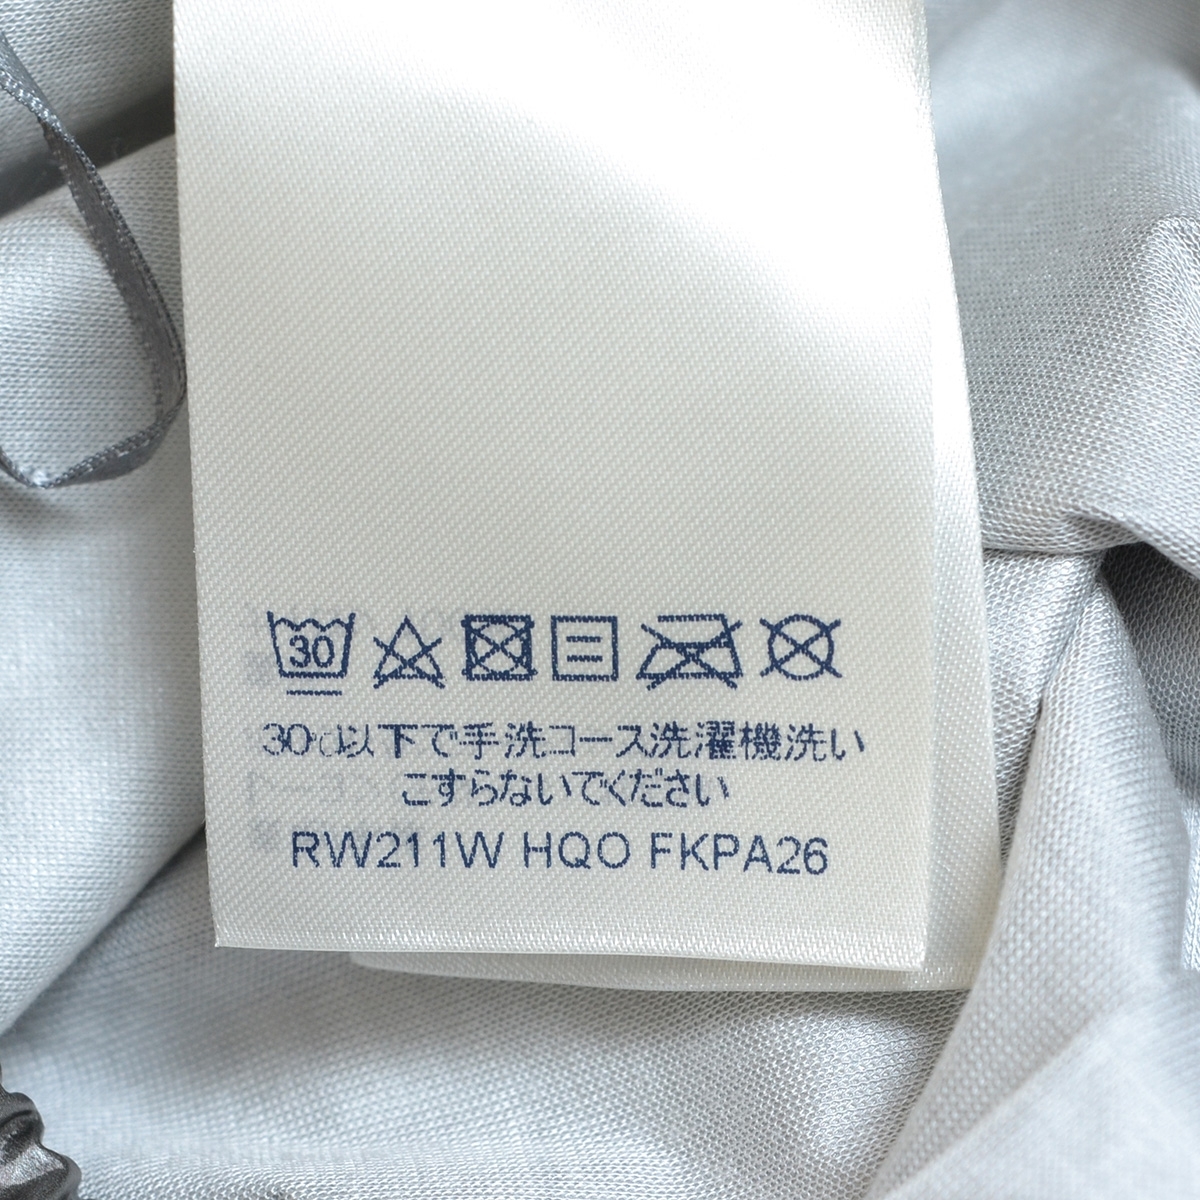 30
30℃以下で手洗コース洗濯機洗い
こすらないでください
RW211W HQO FKPA26